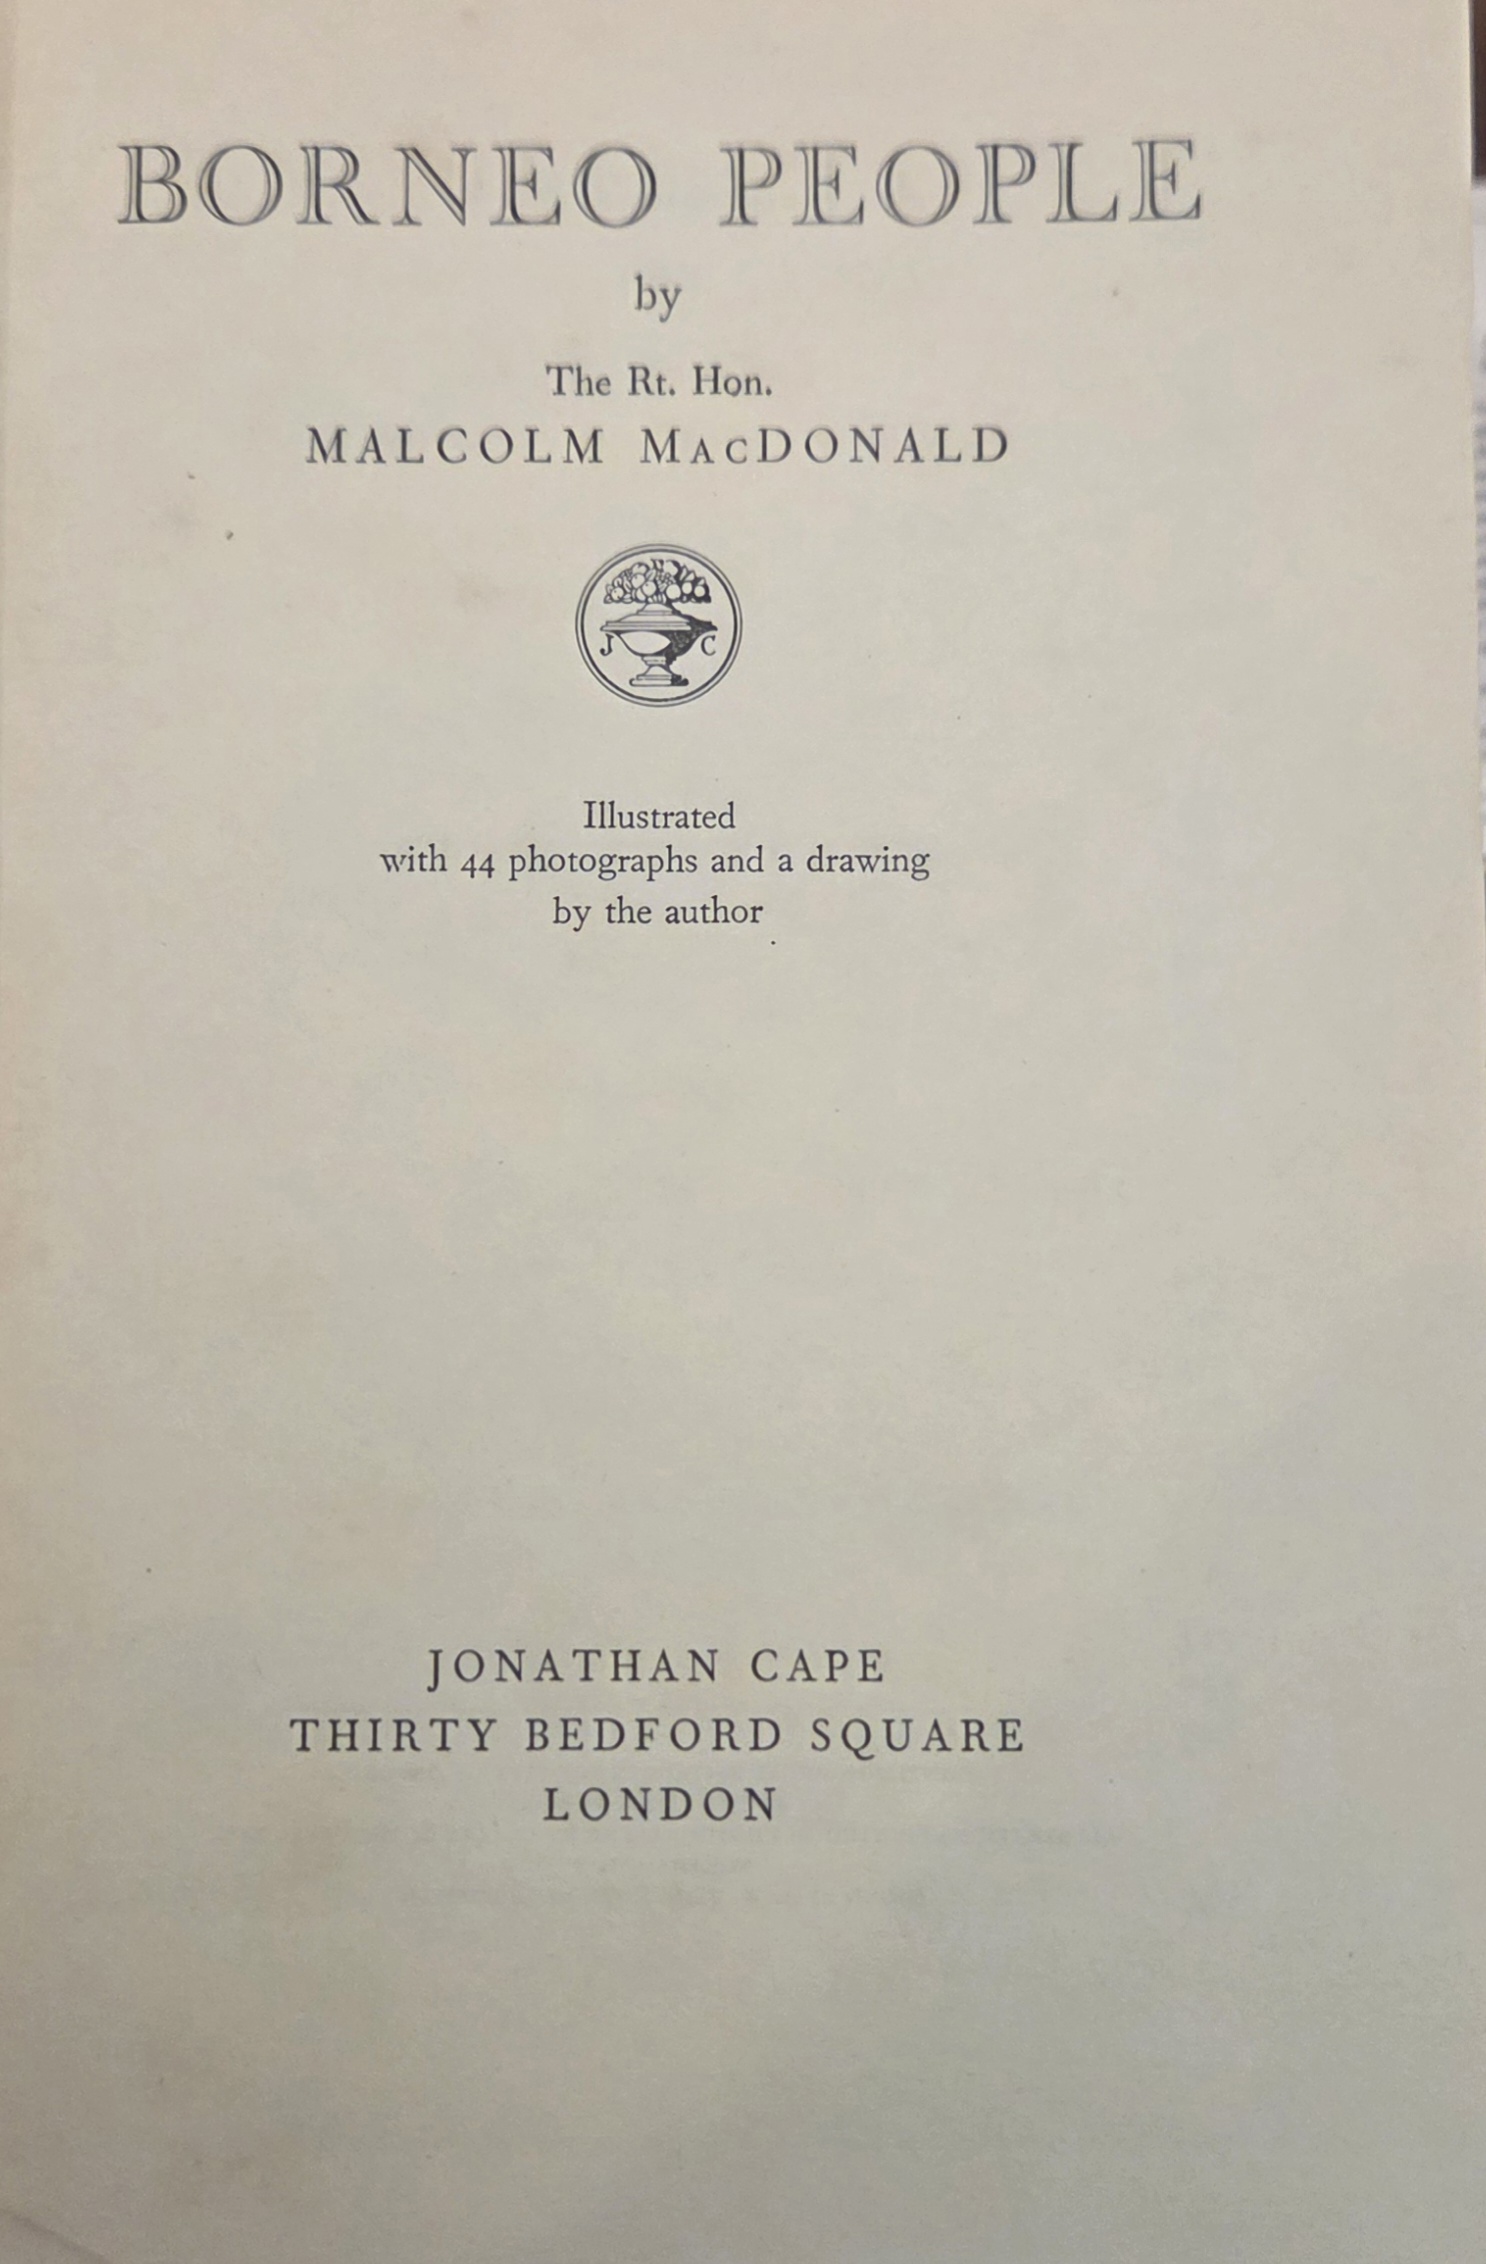 BORNEO PEOPLE
by
The Rt. Hon.
MALCOLM MACDONALD
J C
Illustrated
with 44 photographs and a drawing
by the author
JONATHAN CAPE
THIRTY BEDFORD SQUARE
LONDON